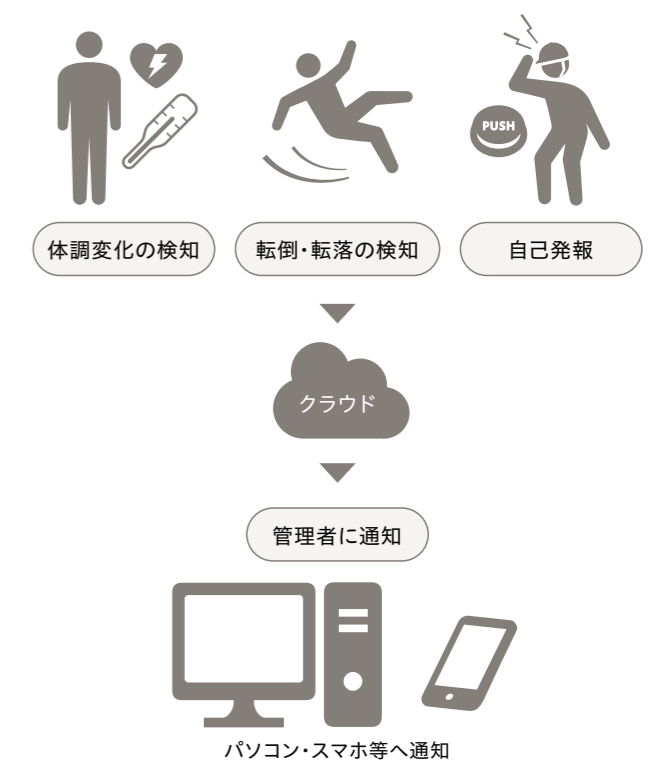 PUSH
体調変化の検知
転倒・転落の検知
自己発報
クラウド
管理者に通知
パソコン・スマホ等へ通知